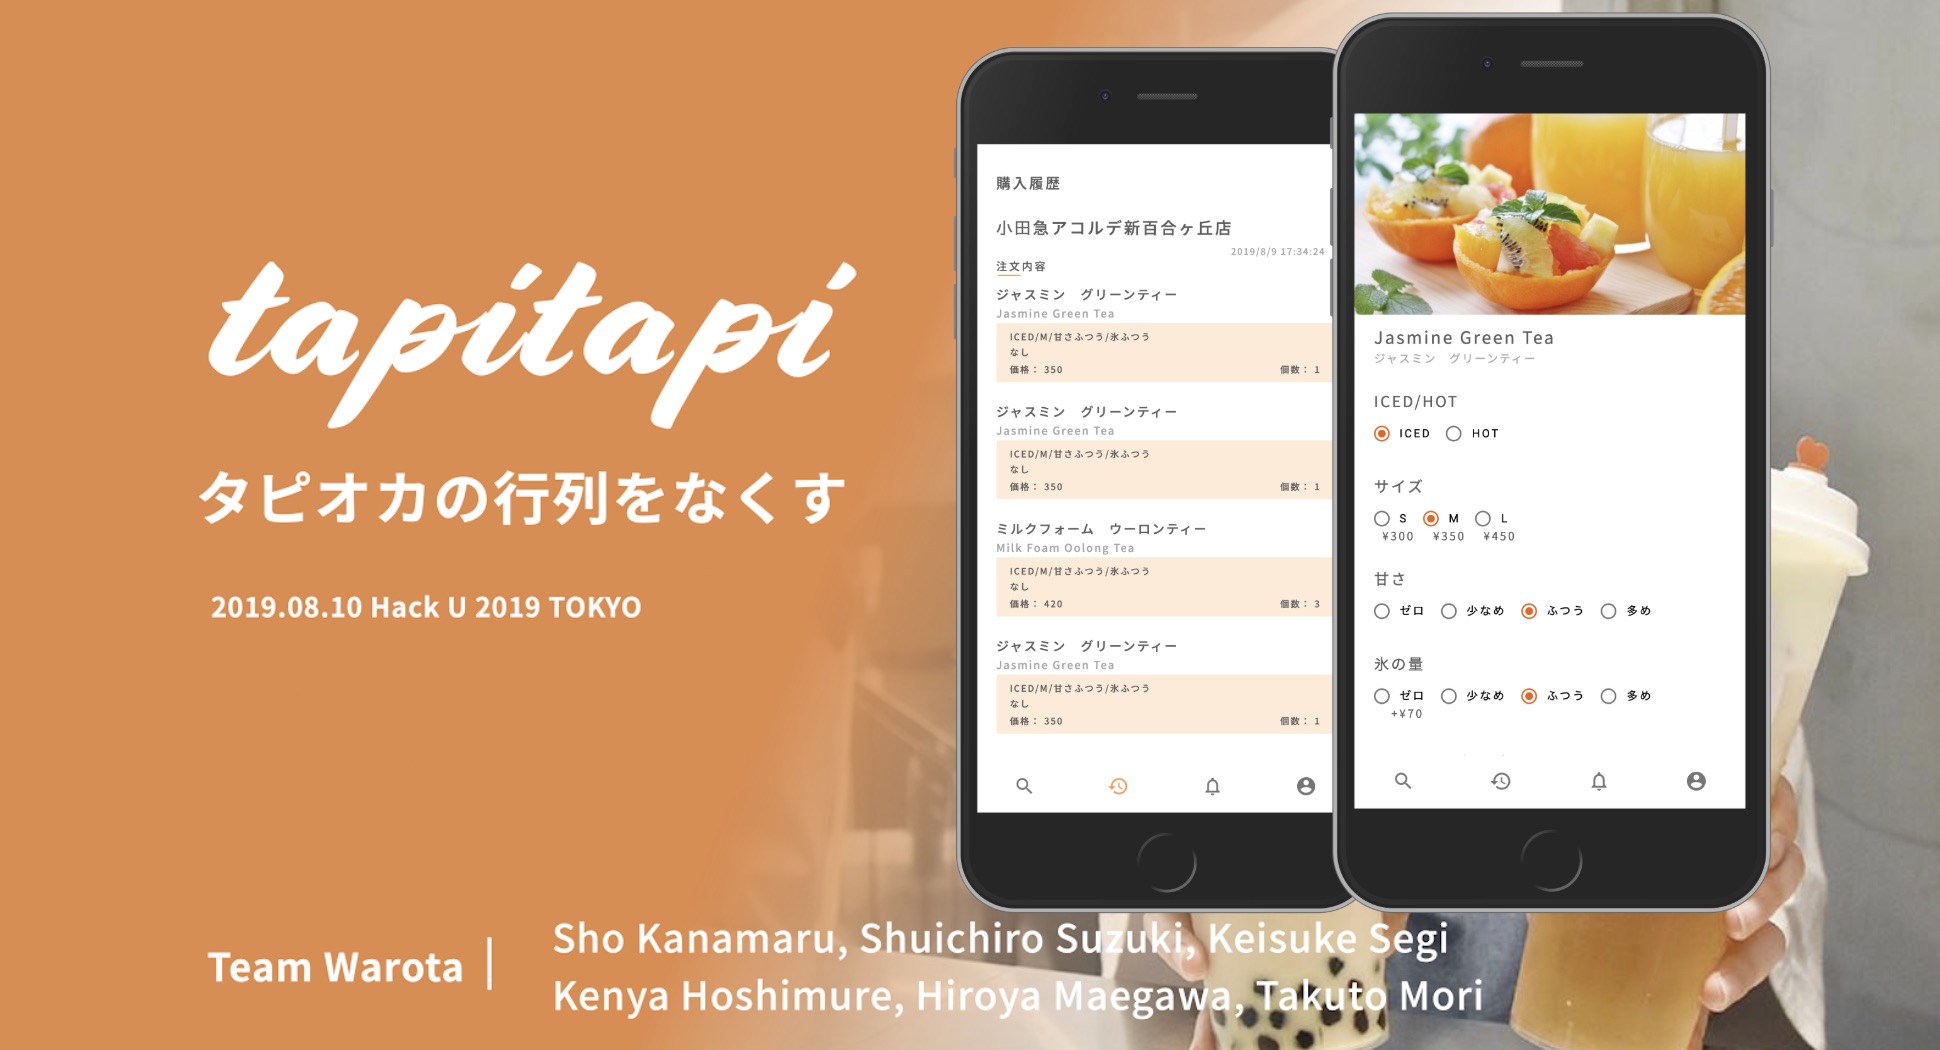 tapitapi
タピオカの行列をなくす
2019.08.10 Hack U 2019 TOKYO
Team Warota
Sho Kanamaru, Shuichiro Suzuki, Keisuke Segi
Kenya Hoshimure, Hiroya Maegawa, Takuto Mori
購入履歴
小田急アコルデ新百合ヶ丘店
2019/8/9 17:34:24
注文内容
ジャスミン　グリーンティー
Jasmine Green Tea
ICED/M/甘さふつう/氷ふつう
なし
価格： 350 個数： 1
ジャスミン　グリーンティー
Jasmine Green Tea
ICED/M/甘さふつう/氷ふつう
なし
価格： 350 個数： 1
ミルクフォーム　ウーロンティー
Milk Foam Oolong Tea
ICED/M/甘さふつう/氷ふつう
なし
価格： 420 個数： 3
ジャスミン　グリーンティー
Jasmine Green Tea
ICED/M/甘さふつう/氷ふつう
なし
価格： 350 個数： 1
Jasmine Green Tea
ジャスミン　グリーンティー
ICED/HOT
ICED HOT
サイズ
S M L
¥300 ¥350 ¥450
甘さ
ゼロ 少なめ ふつう 多め
氷の量
ゼロ 少なめ ふつう 多め
+¥70